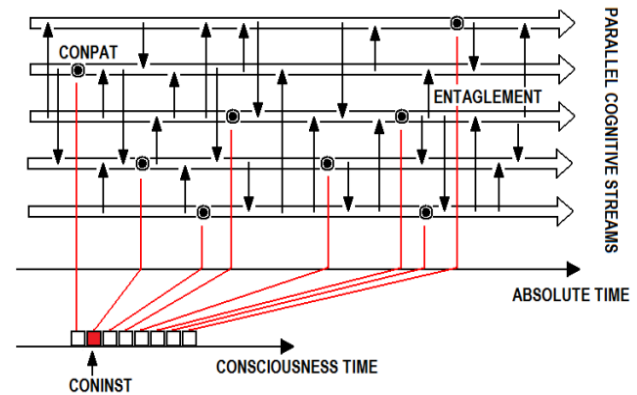 CONPAT
ENTAGLEMENT
PARALLEL COGNITIVE STREAMS
ABSOLUTE TIME
CONSCIOUSNESS TIME
CONINST